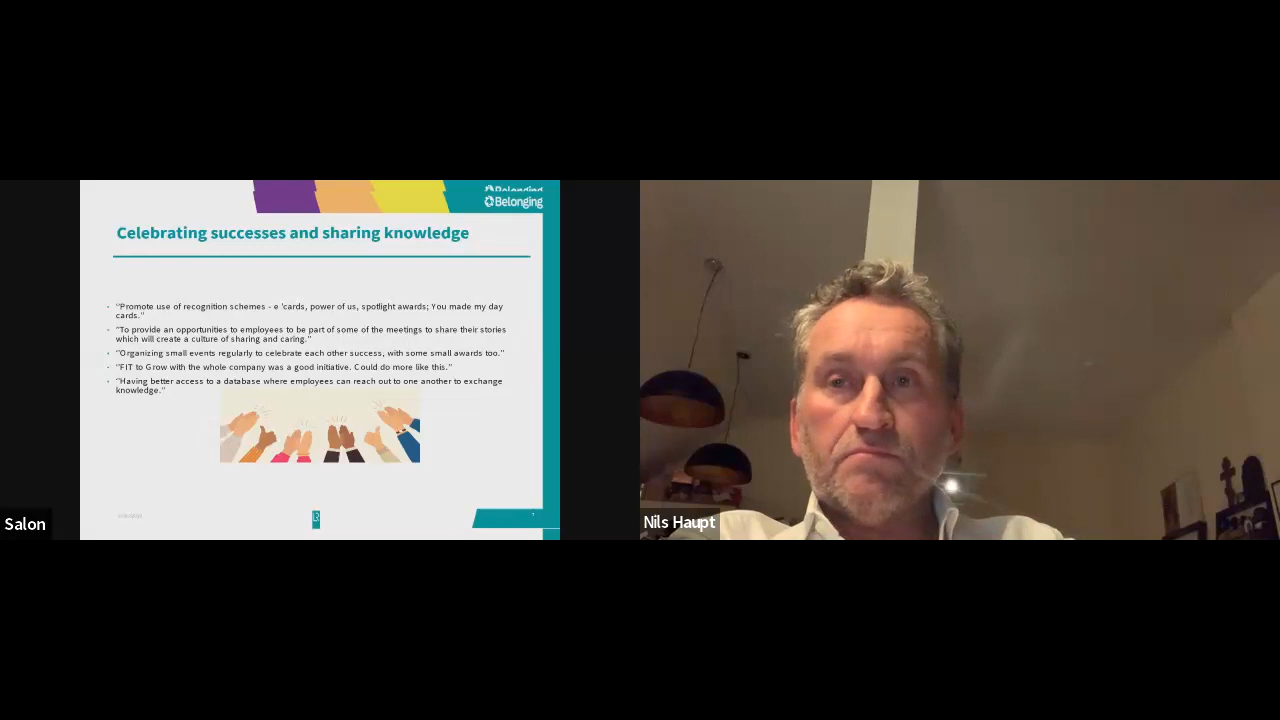 Belonging
Belonging
Celebrating successes and sharing knowledge
"Promote use of recognition schemes - e 'cards, power of us, spotlight awards; You made my day
cards."
"To provide an opportunities to employees to be part of some of the meetings to share their stories
which will create a culture of sharing and caring."
"Organizing small events regularly to celebrate each other success, with some small awards too."
"FIT to Grow with the whole company was a good initiative. Could do more like this."
"Having better access to a database where employees can reach out to one another to exchange
knowledge."
Salon
Nils Haupt